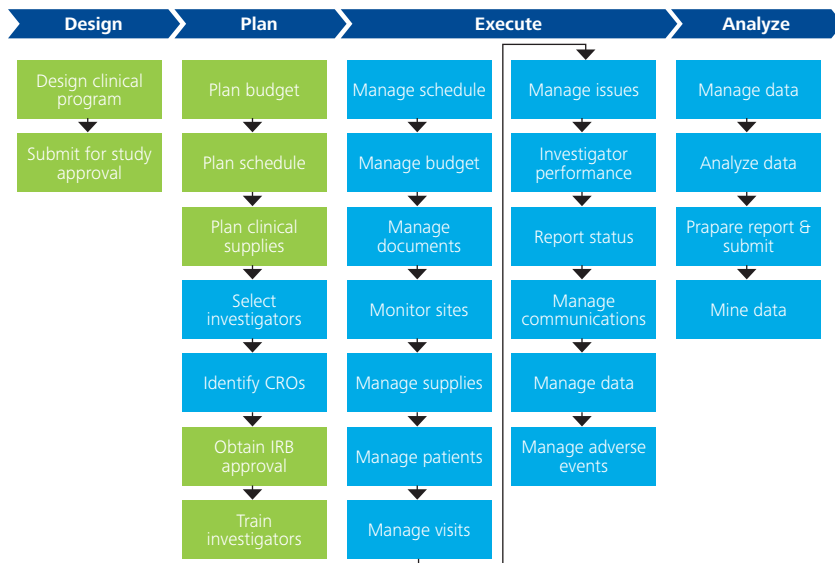 Design
Plan
Execute
Analyze
Design clinical
program
Submit for study
approval
Plan budget
Plan schedule
Plan clinical
supplies
Select
investigators
Identify CROs
Obtain IRB
approval
Train
investigators
Manage schedule
Manage budget
Manage
documents
Monitor sites
Manage supplies
Manage patients
Manage visits
Manage issues
Investigator
performance
Report status
Manage
communications
Manage data
Manage adverse
events
Manage data
Analyze data
Prapare report &
submit
Mine data